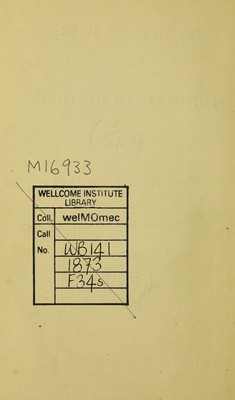 M16933
WELLCOME INSTITUTE
LIBRARY
Coll. welMOmec
Call
No. WB141
1873
F34s